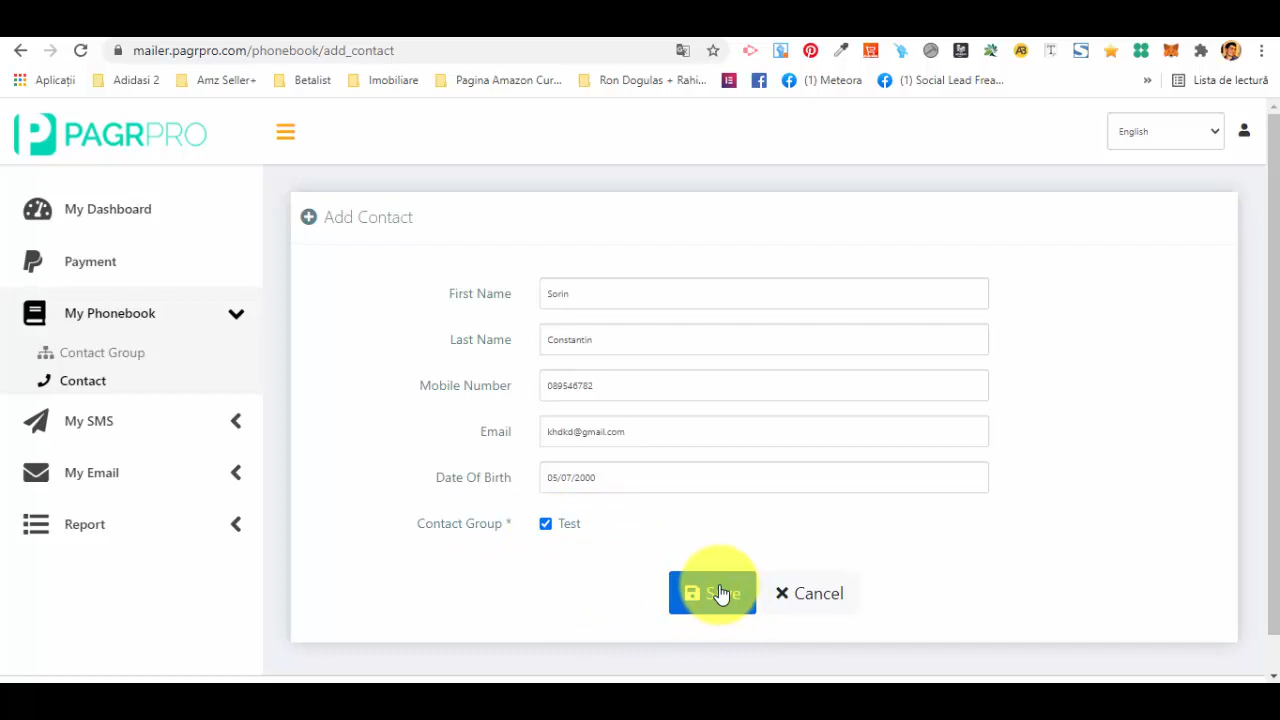 mailer.pagrpro.com/phonebook/add_contact
Aplicații
Adidasi 2
Amz Seller+
Betalist
Imobiliare
Pagina Amazon Cur...
Ron Dogulas + Rahi...
(1) Meteora
(1) Social Lead Frea...
»
Lista de lectură
PAGRPRO
English
My Dashboard
Payment
My Phonebook
Contact Group
Contact
My SMS
My Email
Report
Add Contact
First Name
Sorin
Last Name
Constantin
Mobile Number
089546782
Email
khdkd@gmail.com
Date Of Birth
05/07/2000
Contact Group *
Test
Save
Cancel